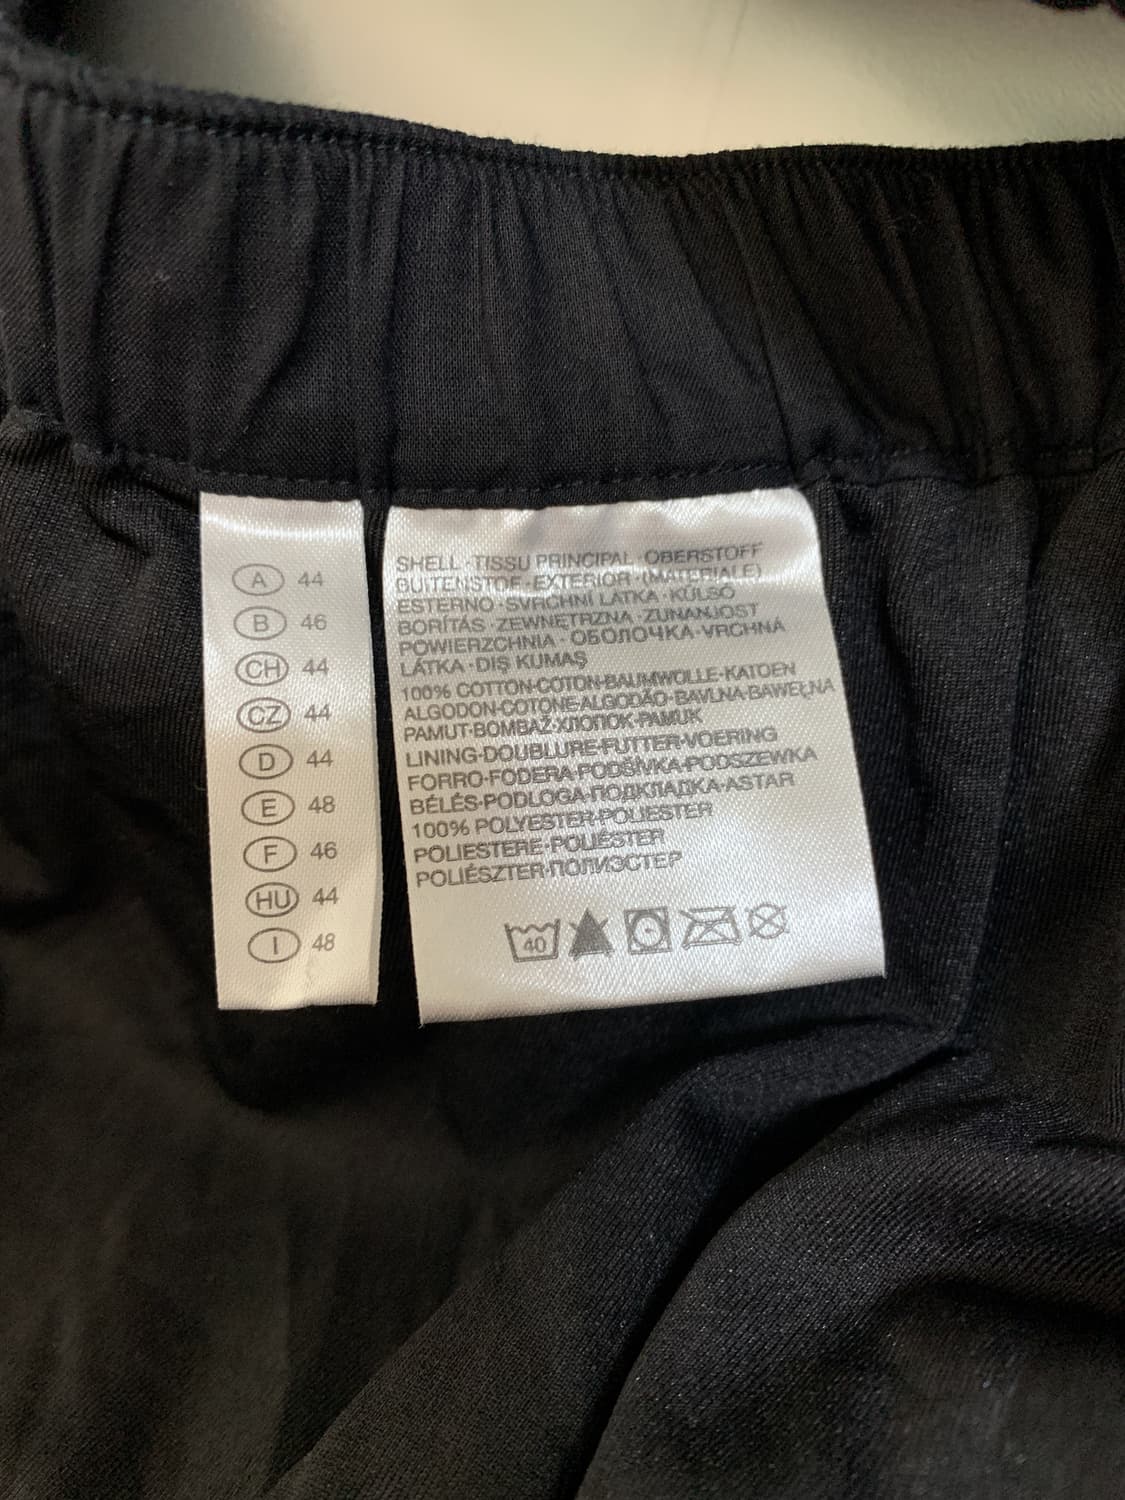 A 44
B 46
CH 44
CZ 44
D 44
E 48
F 46
HU 44
I 48
SHELL·TISSU PRINCIPAL·OBERSTOFF
BUITENSTOF·EXTERIOR·(MATERIALE)
ESTERNO·SVRCHNÍ LÁTKA·KÜLSO
BORÍTÁS·ZEWNĘTRZNA·ZUNANJOST
POWIERZCHNIA·ОБОЛОЧКА·VRCHNÁ
LÁTKA·DIŞ KUMAŞ
100% COTTON·COTON·BAUMWOLLE·KATOEN
ALGODON·COTONE·ALGODÃO·BAVLNA·BAWEŁNA
PAMUT·BOMBAŽ·ХЛОПОК·PAMUK
LINING·DOUBLURE·FUTTER·VOERING
FORRO·FODERA·PODŠÍVKA·PODSZEWKA
BÉLÉS·PODLOGA·ПОДКЛАДКА·ASTAR
100% POLYESTER·POLIESTER
POLIESTERE·POLIÉSTER
POLIÉSZTER·ПОЛИЭСТЕР
40